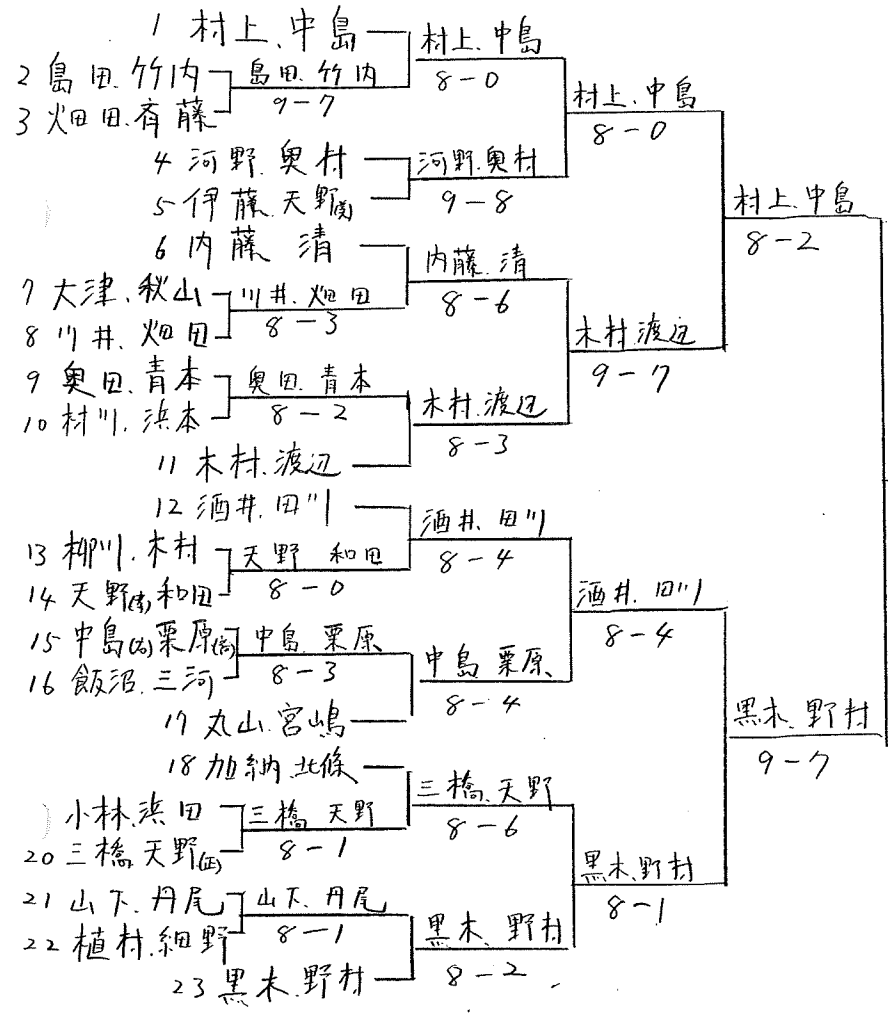 1 村上、中島
2 島田、竹内
3 畑田、斉藤
4 河野、奥村
5 伊藤、天野
6 内藤 清
7 大津、秋山
8 川井、畑田
9 奥田、青本
10 村川、浜本
11 木村、渡辺
12 酒井、田川
13 柳川、木村
14 天野 和田
15 中島 栗原
16 飯沼、三河
17 丸山、宮嶋
18 加納、北條
小林、浜田
20 三橋、天野(正)
21 山下、丹尾
22 植村、細野
23 黒木、野村
島田、竹内
9-7
川井、畑田
8-3
奥田、青本
8-2
天野 和田
8-0
中島、栗原
8-3
三橋 天野
8-1
山下、丹尾
8-1
村上、中島
8-0
河野、奥村
9-8
内藤、清
8-6
木村、渡辺
8-3
酒井、田川
8-4
中島 栗原
8-4
三橋、天野
8-6
黒木、野村
8-2
村上、中島
8-0
木村、渡辺
9-7
酒井、田川
8-4
黒木、野村
8-1
村上、中島
8-2
黒木、野村
9-7